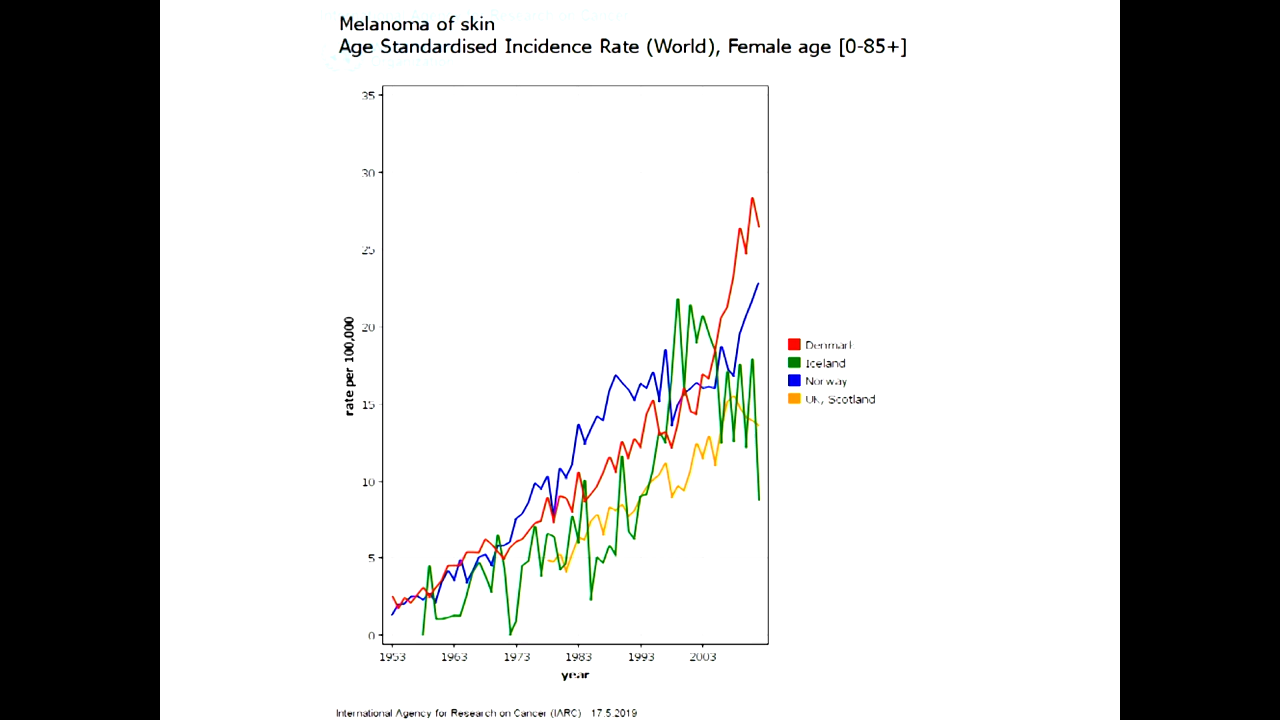 Melanoma of skin
Age Standardised Incidence Rate (World), Female age [0-85+]
35
30
25
20
15
10
5
0
rate per 100,000
1953 1963 1973 1983 1993 2003
year
Denmark
Iceland
Norway
UK, Scotland
International Agency for Research on Cancer (IARC) 17.5.2019